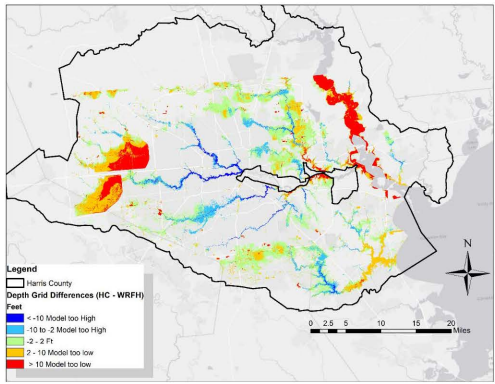 N
Legend
Harris County
Depth Grid Differences (HC - WRFH)
Feet
< -10 Model too High
-10 to -2 Model too High
-2 - 2 Ft
2 - 10 Model too low
> 10 Model too low
0 2.5 5 10 15 20
Miles